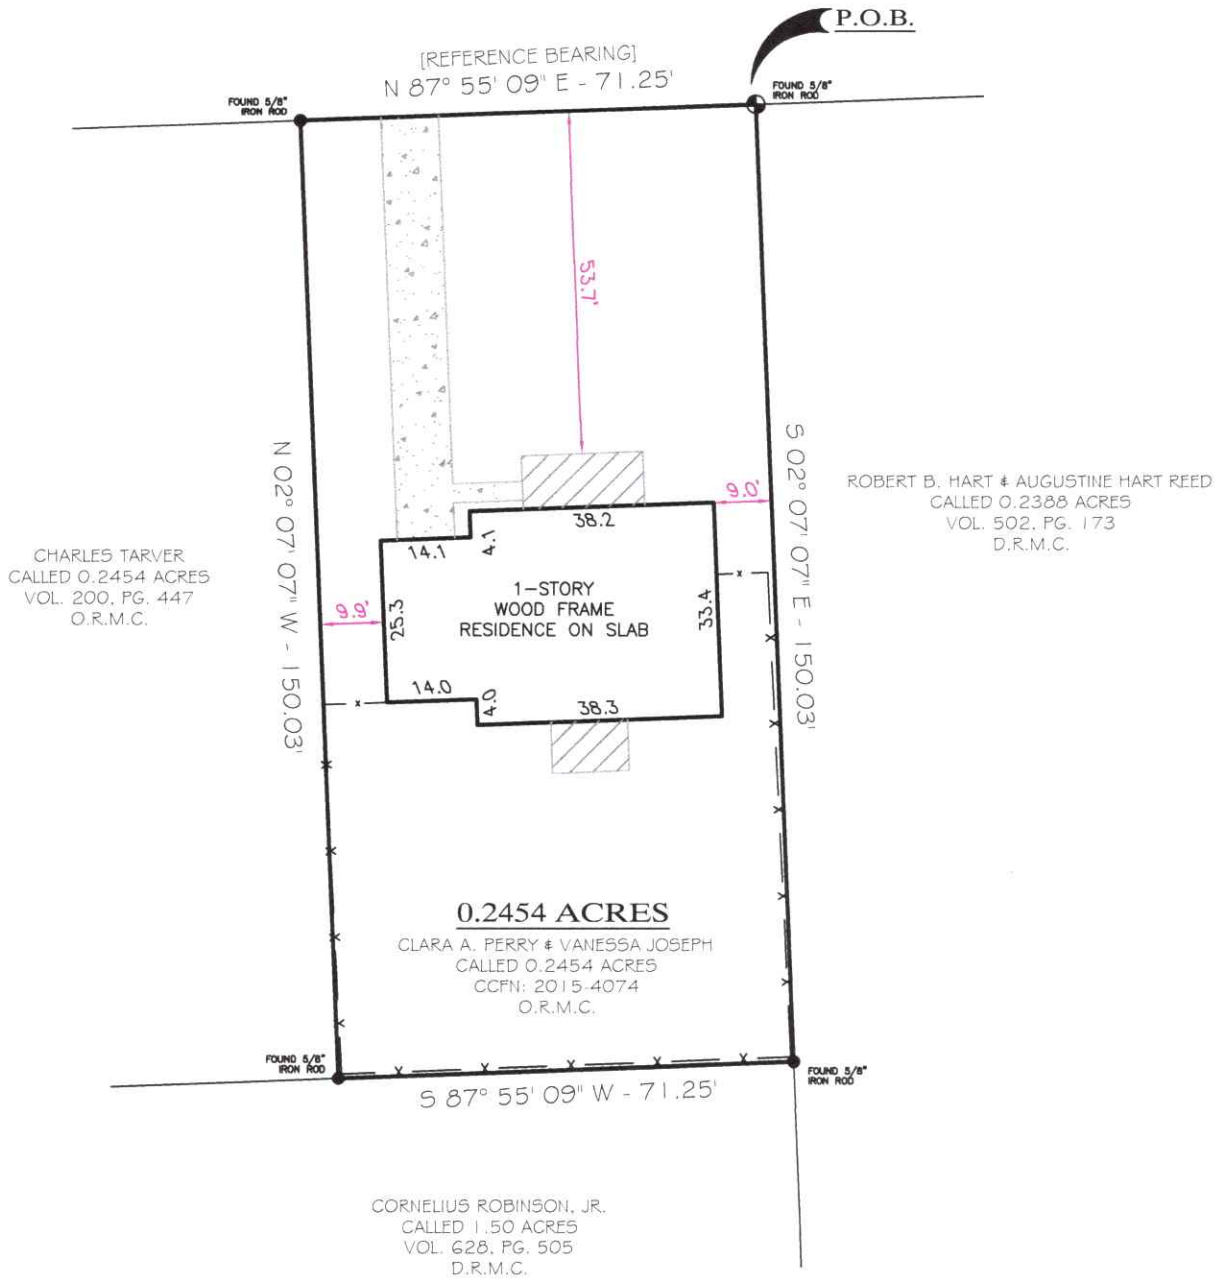 P.O.B.
[REFERENCE BEARING]
N 87° 55' 09" E - 71.25'
FOUND 5/8"
IRON ROD
FOUND 5/8"
IRON ROD
53.7'
N 02° 07' 07" W - 150.03'
S 02° 07' 07" E - 150.03'
ROBERT B. HART & AUGUSTINE HART REED
CALLED 0.2388 ACRES
VOL. 502, PG. 173
D.R.M.C.
CHARLES TARVER
CALLED 0.2454 ACRES
VOL. 200, PG. 447
O.R.M.C.
9.0'
38.2
14.1
4.1
1-STORY
WOOD FRAME
RESIDENCE ON SLAB
9.9'
25.3
33.4
14.0
4.0
38.3
x
x
x
x
x
x
x
x
x
x
x
0.2454 ACRES
CLARA A. PERRY & VANESSA JOSEPH
CALLED 0.2454 ACRES
CCFN: 2015-4074
O.R.M.C.
x
x
x
x
x
FOUND 5/8"
IRON ROD
FOUND 5/8"
IRON ROD
S 87° 55' 09" W - 71.25'
CORNELIUS ROBINSON, JR.
CALLED 1.50 ACRES
VOL. 628, PG. 505
D.R.M.C.